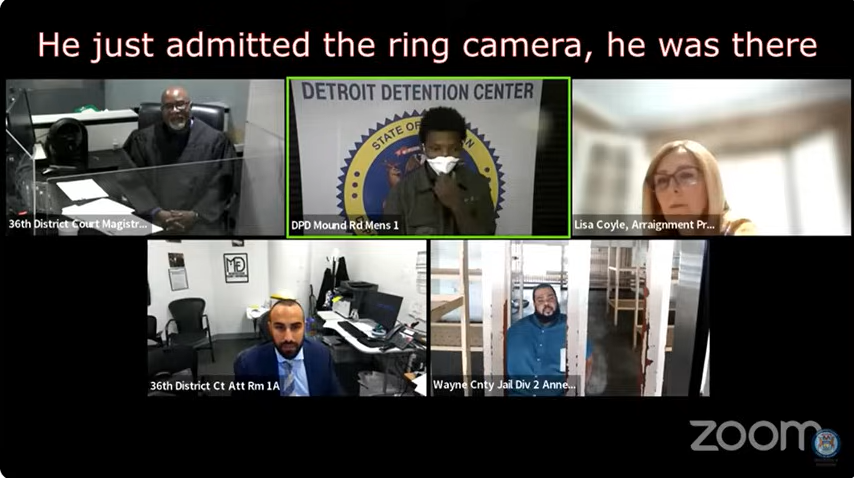 He just admitted the ring camera, he was there
36th District Court Magistr...
DETROIT DETENTION CENTER
STATE OF
DPD Mound Rd Mens 1
Lisa Coyle, Arraignment Pr...
36th District Ct Att Rm 1A
Wayne Cnty Jail Div 2 Anne...
zoom